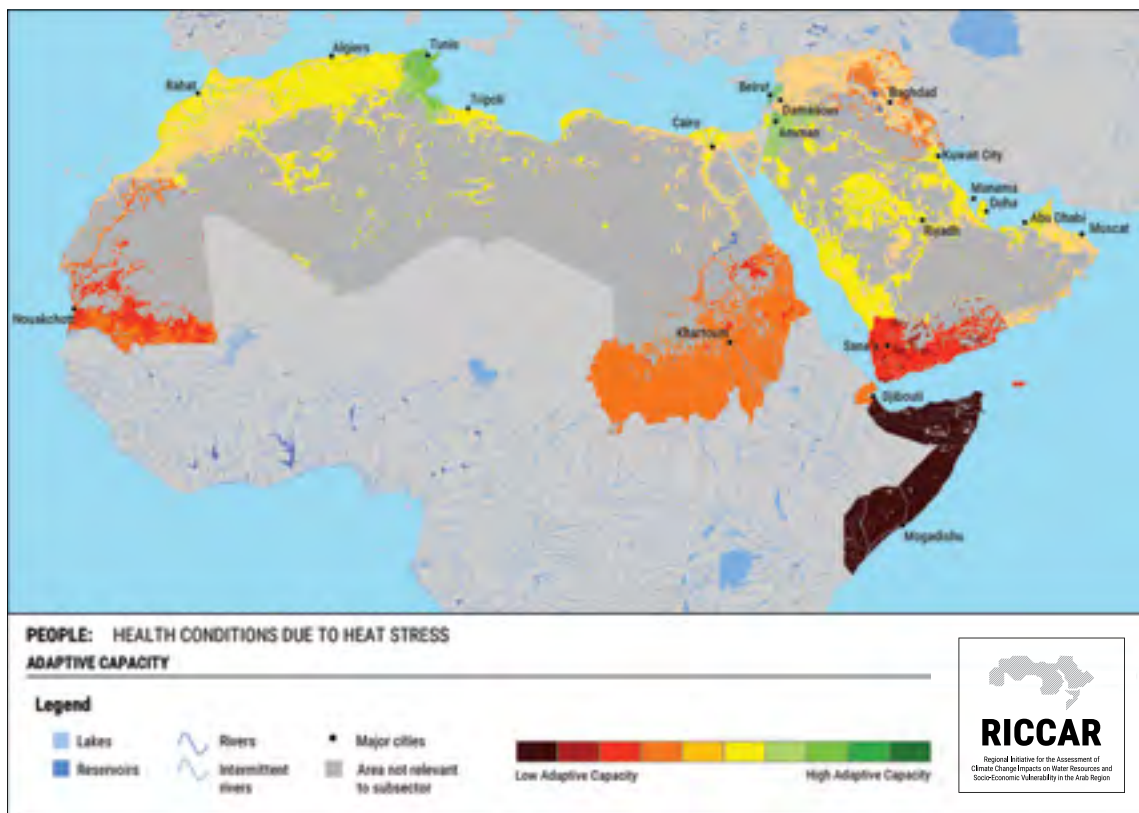 Algiers
Tunis
Rabat
Tripoli
Beirut
Damascus
Baghdad
Amman
Cairo
Kuwait City
Manama
Doha
Abu Dhabi
Riyadh
Muscat
Nouakchott
Khartoum
Sana'a
Djibouti
Mogadishu
PEOPLE: HEALTH CONDITIONS DUE TO HEAT STRESS
ADAPTIVE CAPACITY
Legend
Lakes
Rivers
Major cities
Reservoirs
Intermittent
rivers
Area not relevant
to subsector
Low Adaptive Capacity
High Adaptive Capacity
RICCAR
Regional Initiative for the Assessment of
Climate Change Impacts on Water Resources and
Socio-Economic Vulnerability in the Arab Region